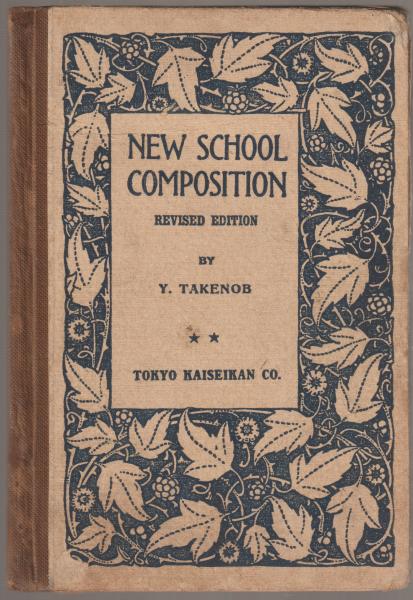 NEW SCHOOL
COMPOSITION
REVISED EDITION
BY
Y. TAKENOB
★ ★
TOKYO KAISEIKAN CO.